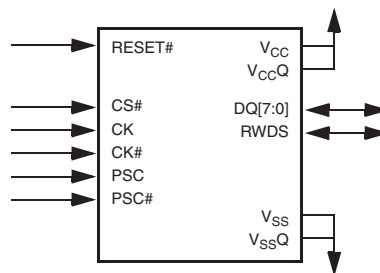 RESET#
CS#
CK
CK#
PSC
PSC#
VCC
VCCQ
DQ[7:0]
RWDS
VSS
VSSQ